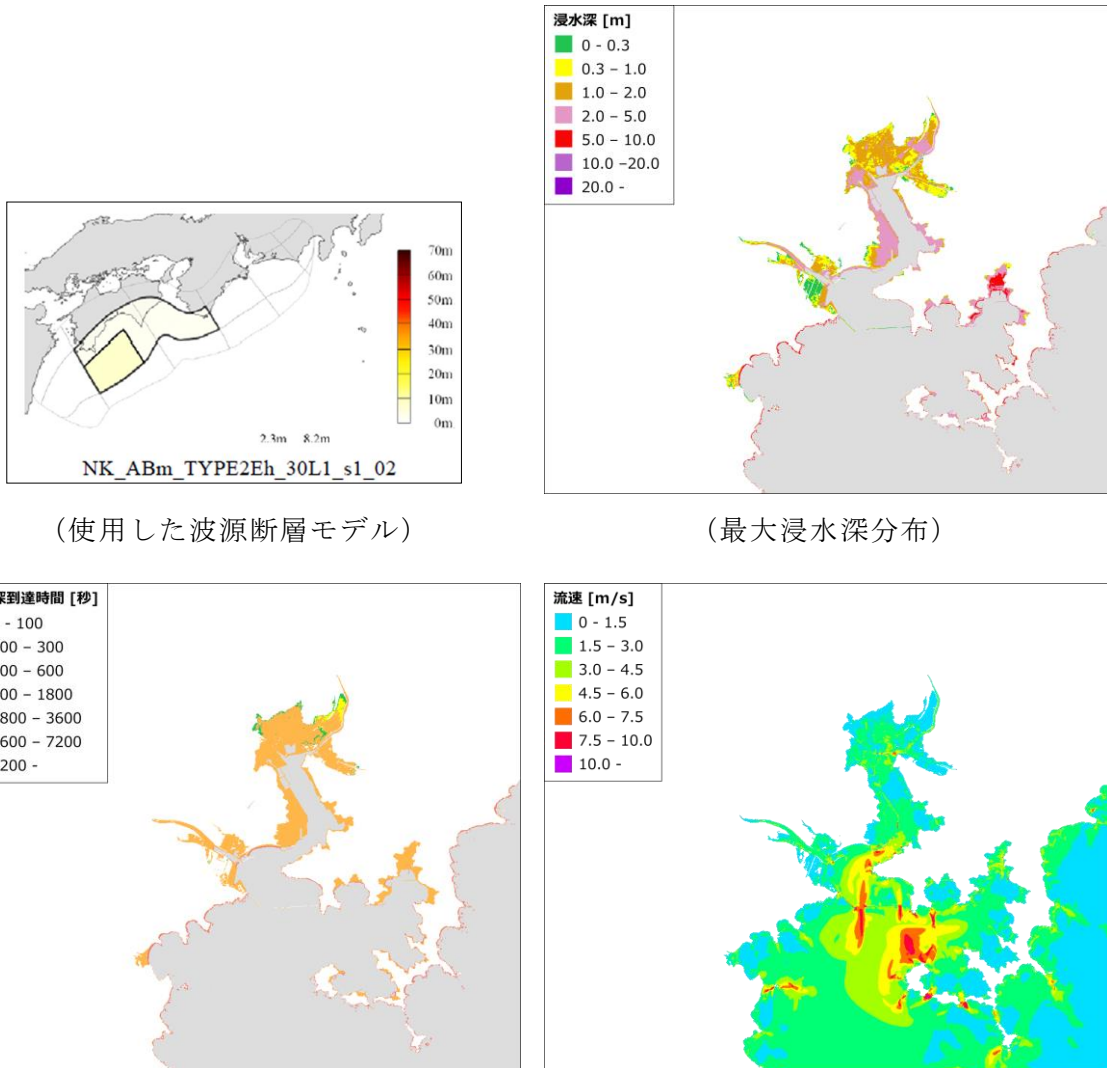 浸水深 [m]
0 - 0.3
0.3 – 1.0
1.0 – 2.0
2.0 – 5.0
5.0 – 10.0
10.0 –20.0
20.0 -
70m
60m
50m
40m
30m
20m
10m
0m
2.3m 8.2m
NK_ABm_TYPE2Eh_30L1_s1_02
(使用した波源断層モデル)
(最大浸水深分布)
深到達時間 [秒]
- 100
00 – 300
00 – 600
00 – 1800
800 – 3600
600 – 7200
200 -
流速 [m/s]
0 - 1.5
1.5 – 3.0
3.0 – 4.5
4.5 – 6.0
6.0 – 7.5
7.5 – 10.0
10.0 -